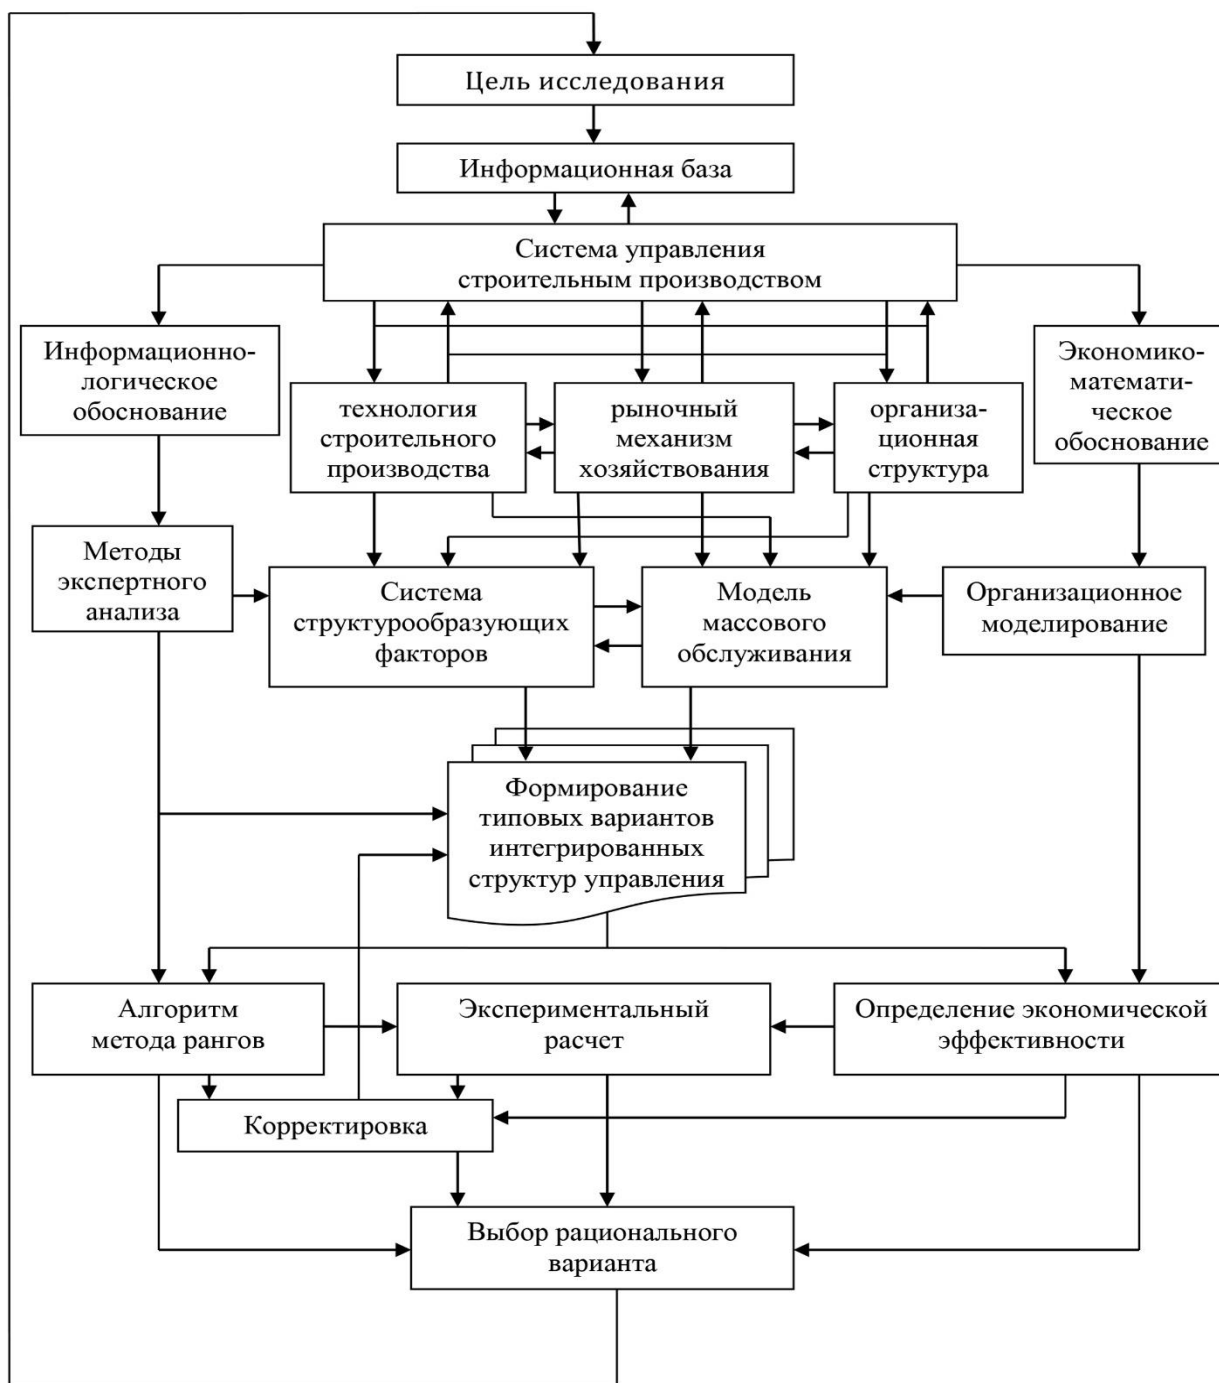 Цель исследования
Информационная база
Система управления
строительным производством
Информационно-
логическое
обоснование
Экономико-
математи-
ческое
обоснование
технология
строительного
производства
рыночный
механизм
хозяйствования
организа-
ционная
структура
Методы
экспертного
анализа
Система
структурообразующих
факторов
Модель
массового
обслуживания
Организационное
моделирование
Формирование
типовых вариантов
интегрированных
структур управления
Алгоритм
метода рангов
Экспериментальный
расчет
Определение экономической
эффективности
Корректировка
Выбор рационального
варианта